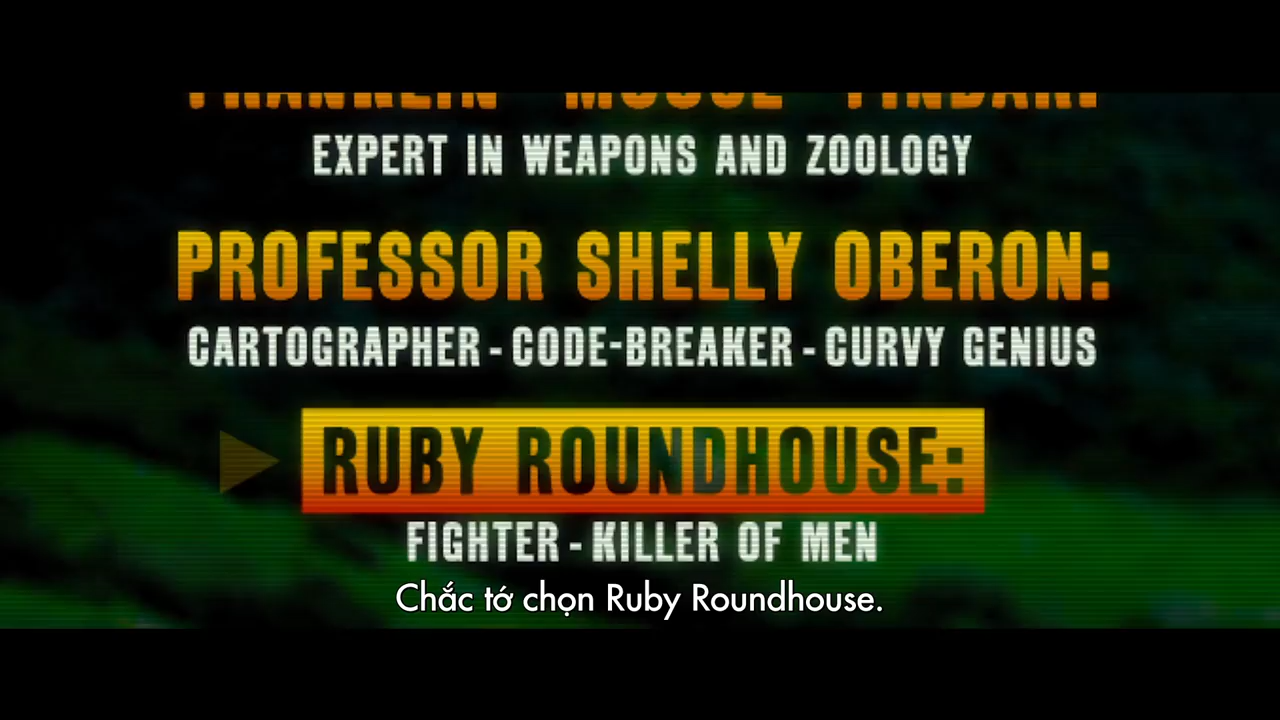 EXPERT IN WEAPONS AND ZOOLOGY
PROFESSOR SHELLY OBERON:
CARTOGRAPHER - CODE-BREAKER - CURVY GENIUS
RUBY ROUNDHOUSE:
FIGHTER - KILLER OF MEN
Chắc tớ chọn Ruby Roundhouse.